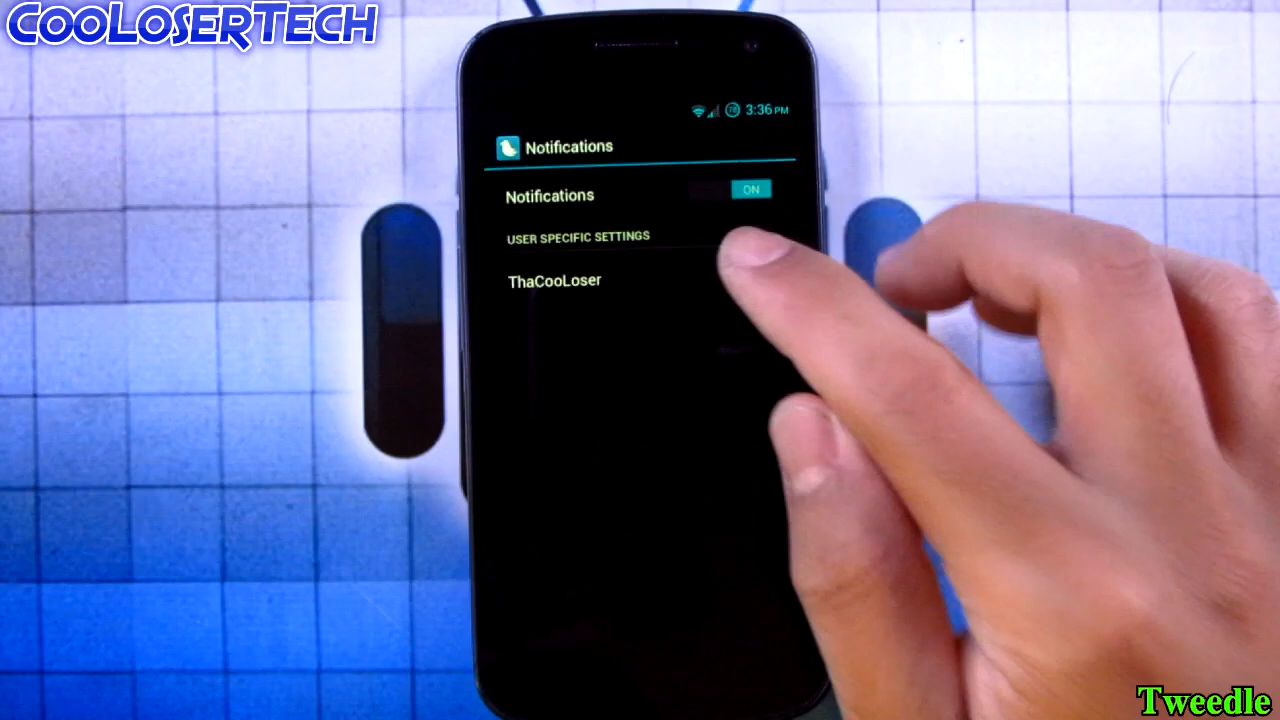 CooLoserTech
3:36 PM
Notifications
Notifications
ON
USER SPECIFIC SETTINGS
ThaCooLoser
Tweedle